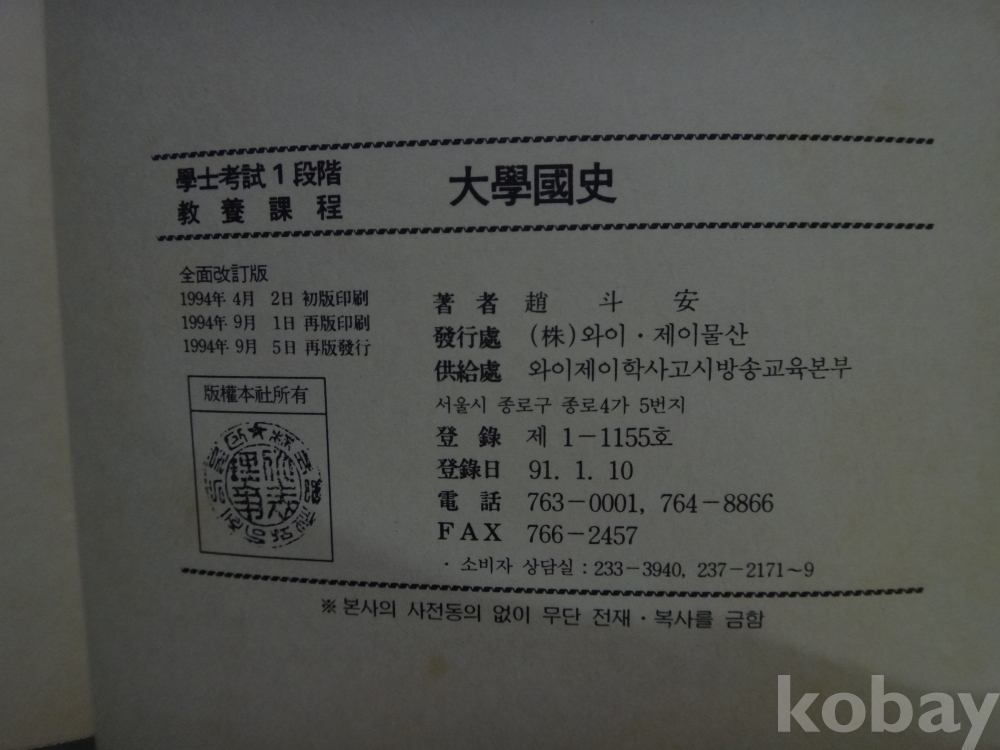 學士考試 1 段階
敎養課程
大學國史
全面改訂版
1994年 4月 2日 初版印刷
1994年 9月 1日 再版印刷
1994年 9月 5日 再版發行
版權本社所有
著者 趙斗安
發行處 (株)와이·제이물산
供給處 와이제이학사고시방송교육본부
서울시 종로구 종로4가 5번지
登錄 제 1-1155호
登錄日 91. 1. 10
電話 763-0001, 764-8866
FAX 766-2457
· 소비자 상담실 : 233-3940, 237-2171~9
※본사의 사전동의 없이 무단 전재·복사를 금함
kobay